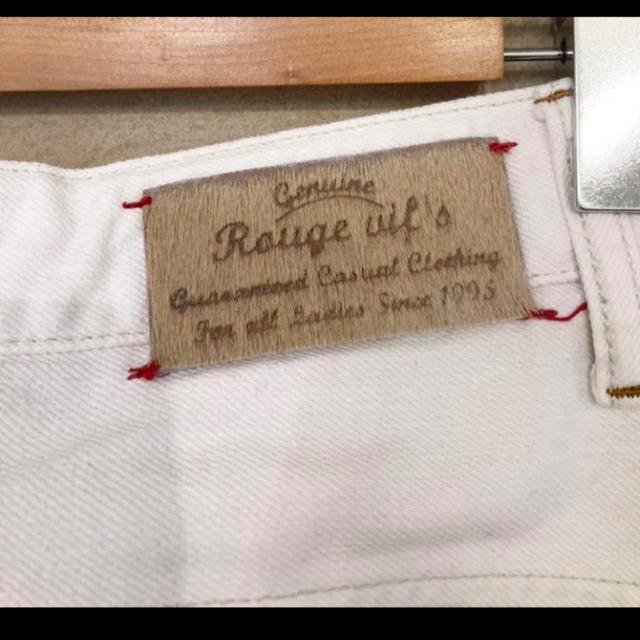 Genuine
Rouge vif's
Guaranteed Casual Clothing
For all Ladies Since 1995